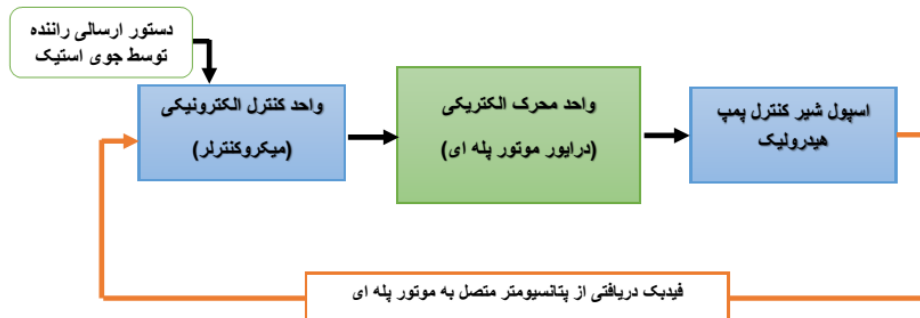 دستور ارسالی راننده
توسط جوی استیک
واحد کنترل الکترونیکی
(میکروکنترلر)
واحد محرک الکتریکی
(درایور موتور پله ای)
اسپول شیر کنترل پمپ
هیدرولیک
فیدبک دریافتی از پتانسیومتر متصل به موتور پله ای